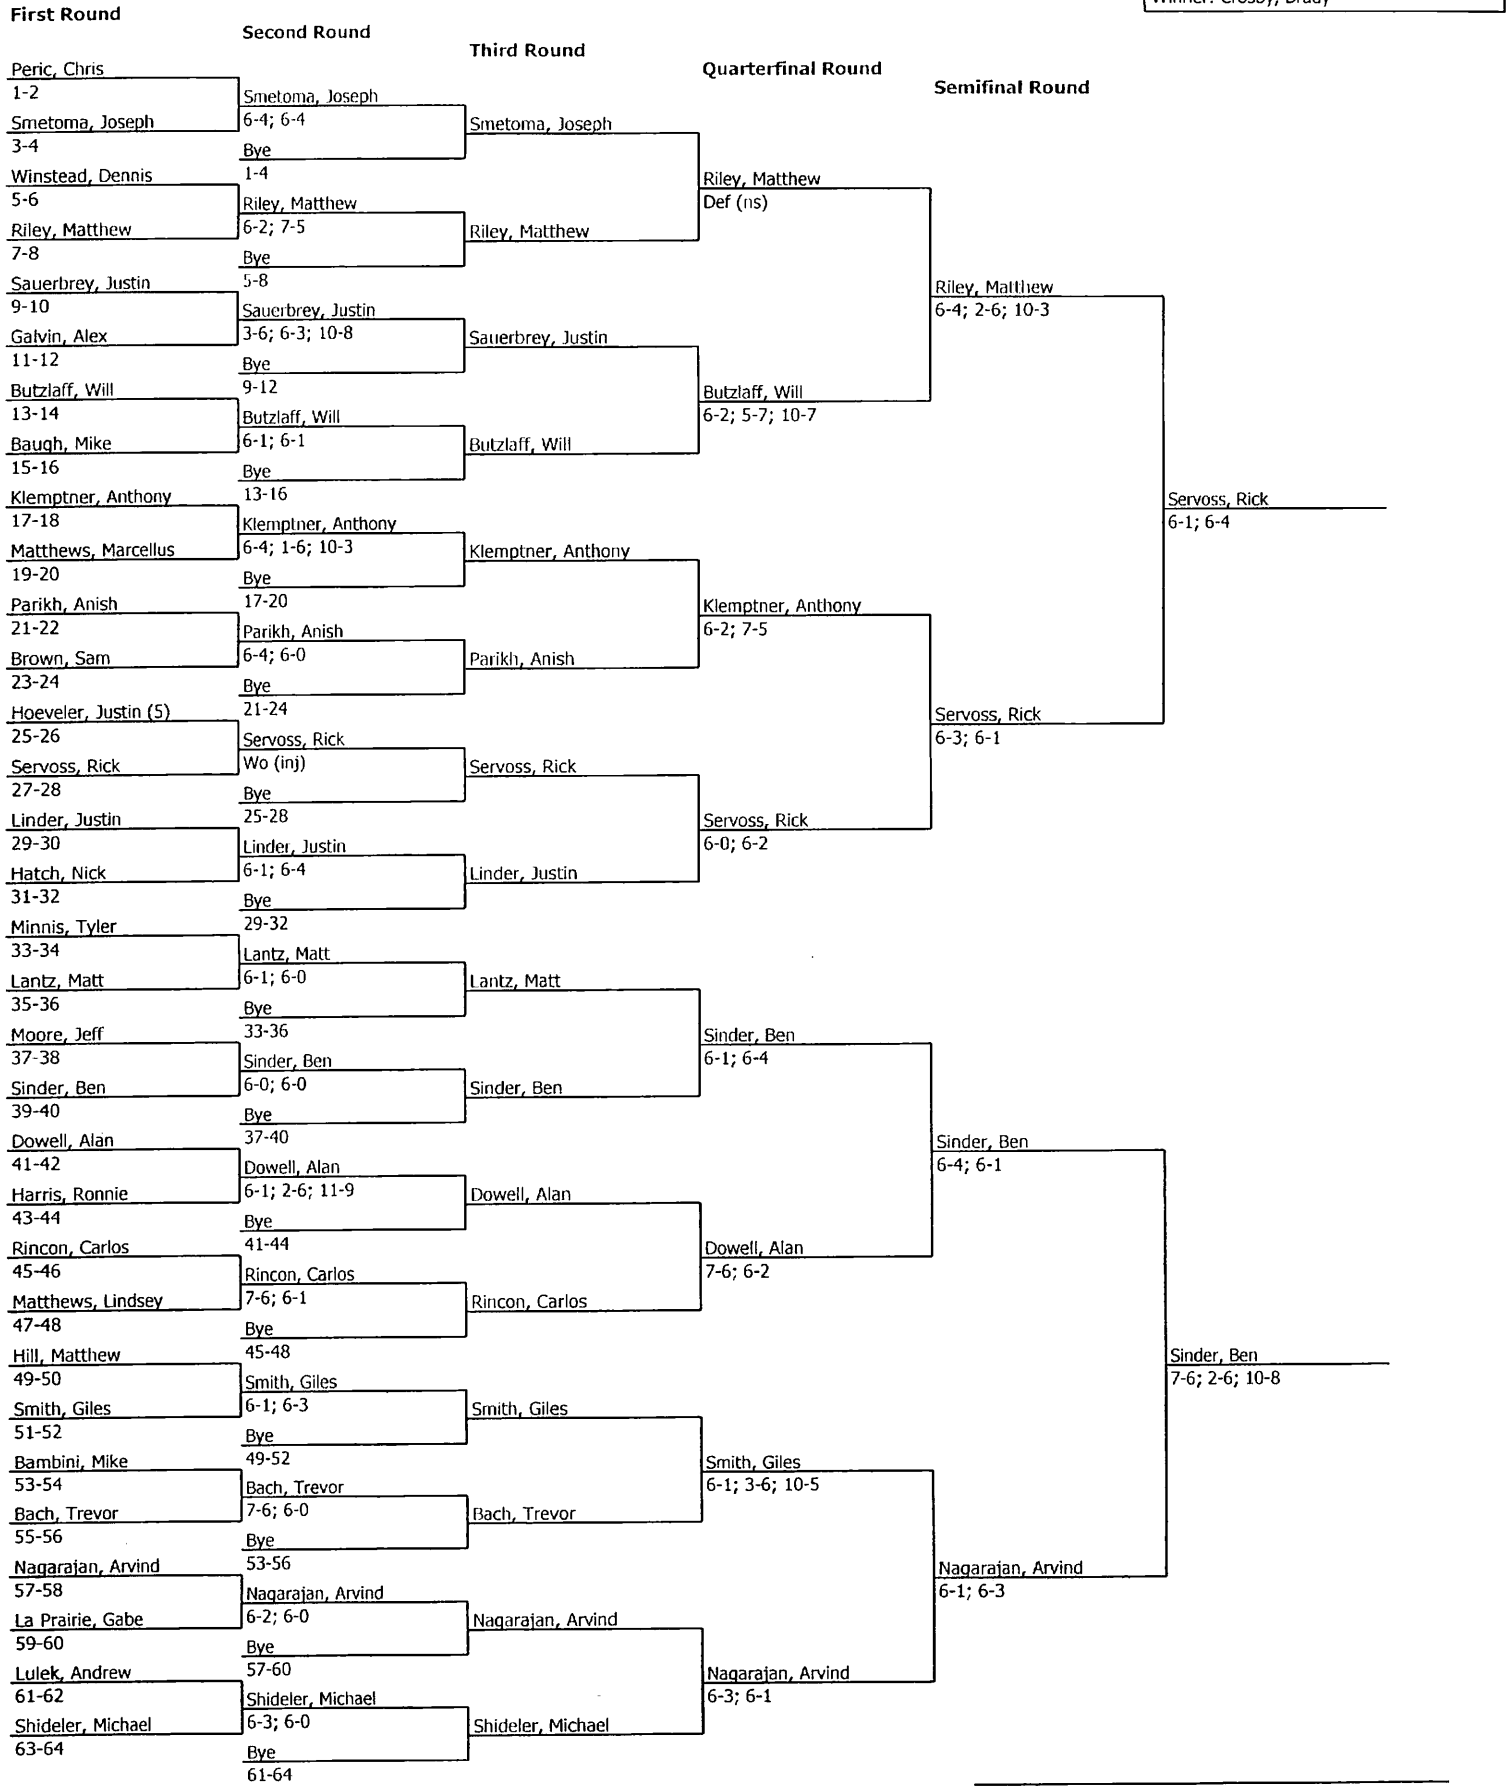 Winner: Crosby, Brady
First Round
Second Round
Third Round
Quarterfinal Round
Semifinal Round
Peric, Chris
1-2
Smetoma, Joseph
3-4
Winstead, Dennis
5-6
Riley, Matthew
7-8
Sauerbrey, Justin
9-10
Galvin, Alex
11-12
Butzlaff, Will
13-14
Baugh, Mike
15-16
Klemptner, Anthony
17-18
Matthews, Marcellus
19-20
Parikh, Anish
21-22
Brown, Sam
23-24
Hoeveler, Justin (5)
25-26
Servoss, Rick
27-28
Linder, Justin
29-30
Hatch, Nick
31-32
Minnis, Tyler
33-34
Lantz, Matt
35-36
Moore, Jeff
37-38
Sinder, Ben
39-40
Dowell, Alan
41-42
Harris, Ronnie
43-44
Rincon, Carlos
45-46
Matthews, Lindsey
47-48
Hill, Matthew
49-50
Smith, Giles
51-52
Bambini, Mike
53-54
Bach, Trevor
55-56
Nagarajan, Arvind
57-58
La Prairie, Gabe
59-60
Lulek, Andrew
61-62
Shideler, Michael
63-64
Smetoma, Joseph
6-4; 6-4
Bye
1-4
Riley, Matthew
6-2; 7-5
Bye
5-8
Sauerbrey, Justin
3-6; 6-3; 10-8
Bye
9-12
Butzlaff, Will
6-1; 6-1
Bye
13-16
Klemptner, Anthony
6-4; 1-6; 10-3
Bye
17-20
Parikh, Anish
6-4; 6-0
Bye
21-24
Servoss, Rick
Wo (inj)
Bye
25-28
Linder, Justin
6-1; 6-4
Bye
29-32
Lantz, Matt
6-1; 6-0
Bye
33-36
Sinder, Ben
6-0; 6-0
Bye
37-40
Dowell, Alan
6-1; 2-6; 11-9
Bye
41-44
Rincon, Carlos
7-6; 6-1
Bye
45-48
Smith, Giles
6-1; 6-3
Bye
49-52
Bach, Trevor
7-6; 6-0
Bye
53-56
Nagarajan, Arvind
6-2; 6-0
Bye
57-60
Shideler, Michael
6-3; 6-0
Bye
61-64
Smetoma, Joseph
Riley, Matthew
Sauerbrey, Justin
Butzlaff, Will
Klemptner, Anthony
Parikh, Anish
Servoss, Rick
Linder, Justin
Lantz, Matt
Sinder, Ben
Dowell, Alan
Rincon, Carlos
Smith, Giles
Bach, Trevor
Nagarajan, Arvind
Shideler, Michael
Riley, Matthew
Def (ns)
Butzlaff, Will
6-2; 5-7; 10-7
Klemptner, Anthony
6-2; 7-5
Servoss, Rick
6-0; 6-2
Sinder, Ben
6-1; 6-4
Dowell, Alan
7-6; 6-2
Smith, Giles
6-1; 3-6; 10-5
Nagarajan, Arvind
6-3; 6-1
Riley, Matthew
6-4; 2-6; 10-3
Servoss, Rick
6-3; 6-1
Sinder, Ben
6-4; 6-1
Nagarajan, Arvind
6-1; 6-3
Servoss, Rick
6-1; 6-4
Sinder, Ben
7-6; 2-6; 10-8